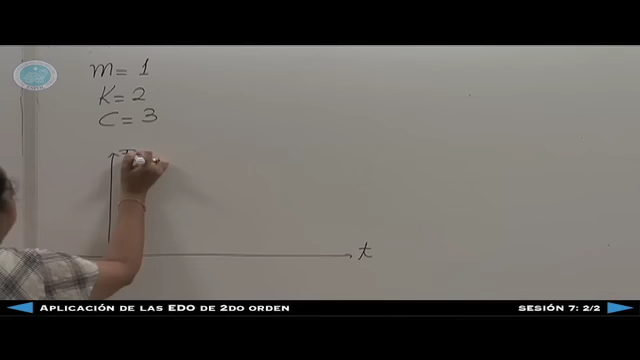 m = 1
K = 2
C = 3
t
APLICACIÓN DE LAS EDO DE 2DO ORDEN
SESIÓN 7: 2/2